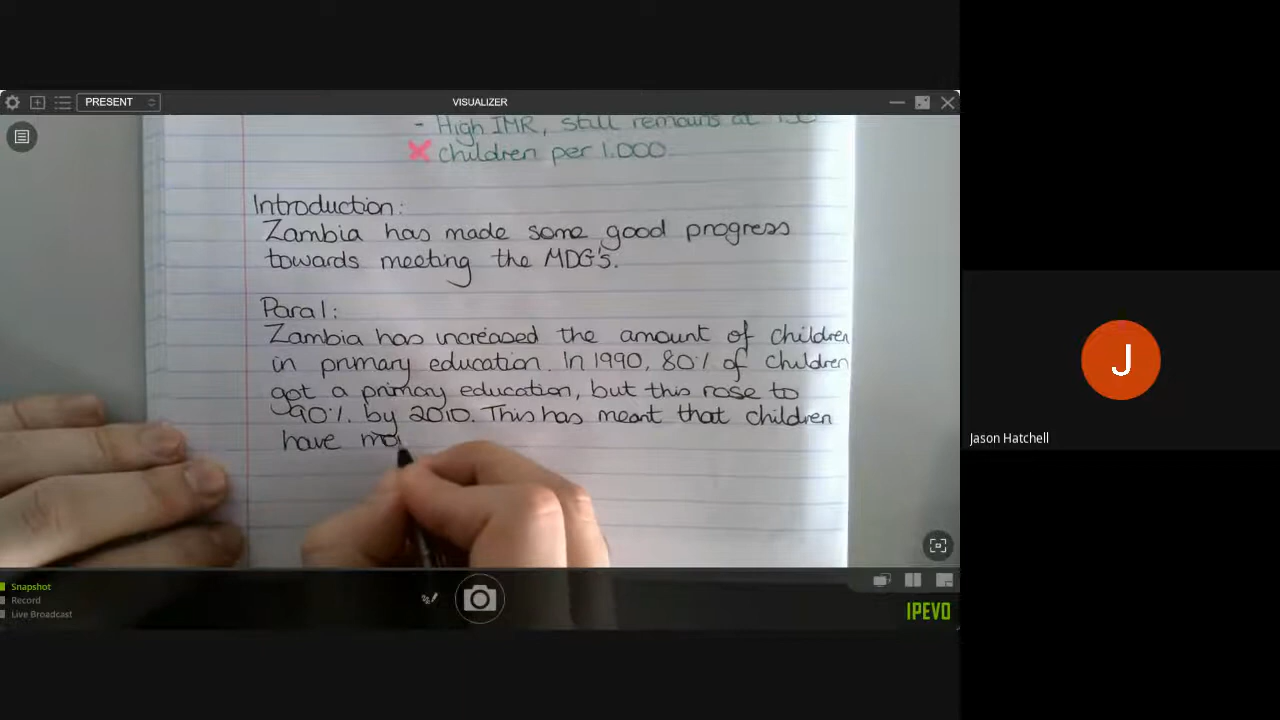 PRESENT
VISUALIZER
- High IMR, still remains at
children per 1.000
Introduction:
Zambia has made some good progress
towards meeting the MDG's.
Para 1:
Zambia has increased the amount of children
in primary education. In 1990, 80% of children
got a primary education, but this rose to
90%. by 2010. This has meant that children
have
J
Jason Hatchell
Snapshot
Record
Live Broadcast
IPEVO